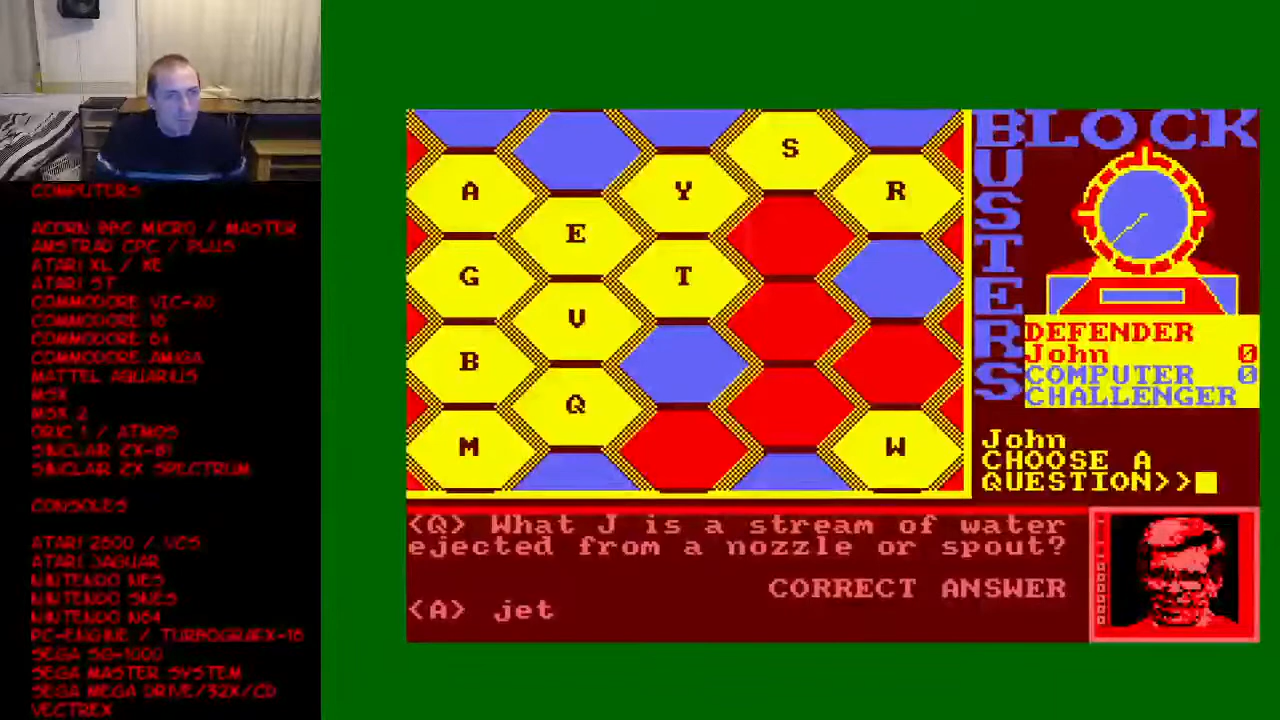 COMPUTERS
ACORN BBC MICRO / MASTER
AMSTRAD CPC / PLUS
ATARI XL / XE
ATARI ST
COMMODORE VIC-20
COMMODORE 16
COMMODORE 64
COMMODORE AMIGA
MATTEL AQUARIUS
MSX
MSX 2
ORIC 1 / ATMOS
SINCLAIR ZX-81
SINCLAIR ZX SPECTRUM
CONSOLES
ATARI 2600 / VCS
ATARI JAGUAR
NINTENDO NES
NINTENDO SNES
NINTENDO N64
PC-ENGINE / TURBOGRAFX-16
SEGA SG-1000
SEGA MASTER SYSTEM
SEGA MEGA DRIVE/32X/CD
VECTREX
S
A Y R
E
G T
V
B
Q
M W
BLOCK
BUSTERS
DEFENDER
John 0
COMPUTER 0
CHALLENGER
John
CHOOSE A
QUESTION>>
<Q> What J is a stream of water
ejected from a nozzle or spout?
CORRECT ANSWER
<A> jet